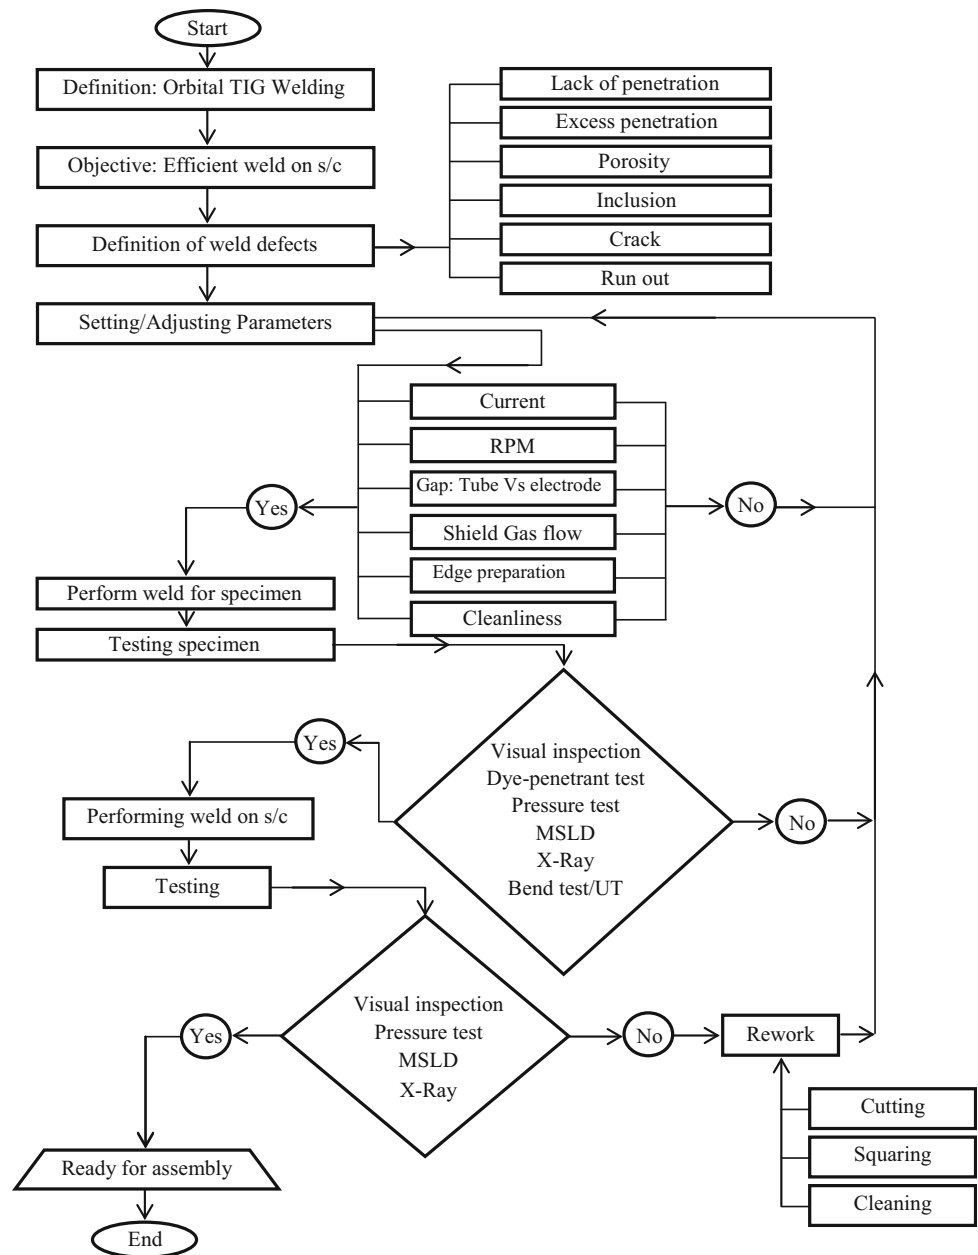 Start
Definition: Orbital TIG Welding
Objective: Efficient weld on s/c
Definition of weld defects
Lack of penetration
Excess penetration
Porosity
Inclusion
Crack
Run out
Setting/Adjusting Parameters
Current
RPM
Gap: Tube Vs electrode
Shield Gas flow
Edge preparation
Cleanliness
Yes
No
Perform weld for specimen
Testing specimen
Visual inspection
Dye-penetrant test
Pressure test
MSLD
X-Ray
Bend test/UT
Yes
No
Performing weld on s/c
Testing
Visual inspection
Pressure test
MSLD
X-Ray
Yes
No
Rework
Cutting
Squaring
Cleaning
Ready for assembly
End